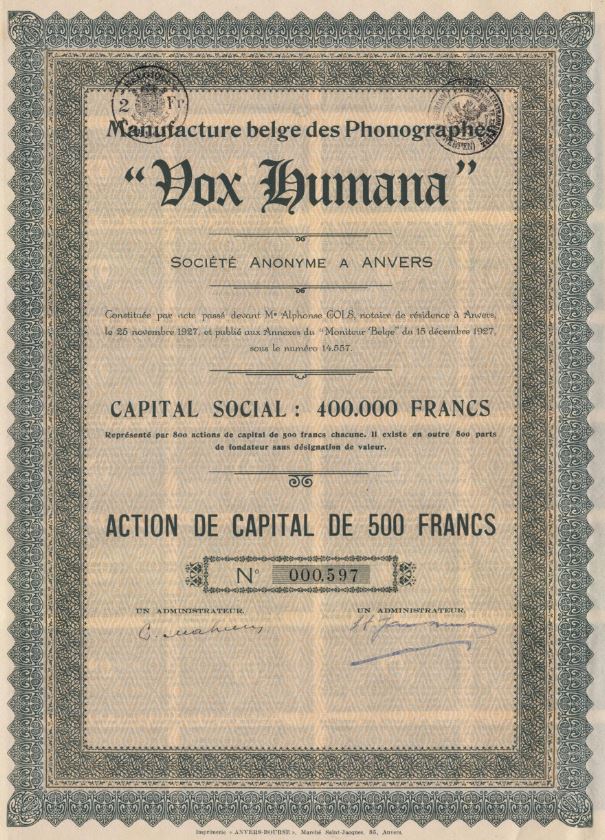 2 Fr
Manufacture belge des Phonographes
"Vox Humana"
SOCIÉTÉ ANONYME A ANVERS
Constituée par acte passé devant Me Alphonse COLS, notaire de résidence à Anvers,
le 25 novembre 1927, et publié aux Annexes du "Moniteur Belge" du 15 décembre 1927,
sous le numéro 14.557.
CAPITAL SOCIAL : 400.000 FRANCS
Représenté par 800 actions de capital de 500 francs chacune. Il existe en outre 800 parts
de fondateur sans désignation de valeur.
ACTION DE CAPITAL DE 500 FRANCS
No 000,597
UN ADMINISTRATEUR, UN ADMINISTRATEUR,
Imprimerie « ANVERS-BOURSE », Marché Saint-Jacques, 85, Anvers.